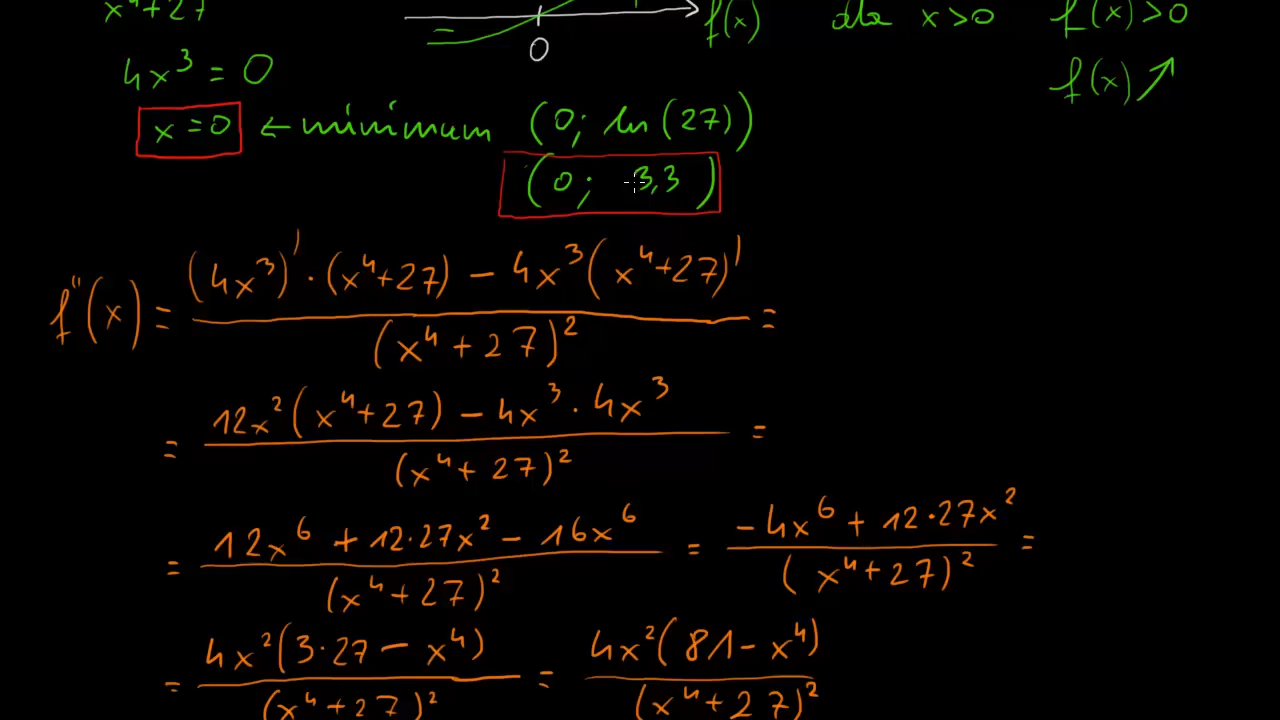 x⁴+27
f(x) dla x>0 f(x)>0
0
4x³ = 0 f(x) ↗
x=0 ← minimum (0; ln(27))
(0; 3,3)
f''(x) = ((4x³)' · (x⁴+27) − 4x³(x⁴+27)') / (x⁴+27)² =
= (12x²(x⁴+27) − 4x³ · 4x³) / (x⁴+27)² =
= (12x⁶ + 12·27x² − 16x⁶) / (x⁴+27)² = (−4x⁶ + 12·27x²) / (x⁴+27)² =
= (4x²(3·27 − x⁴)) / (x⁴+27)² = (4x²(81 − x⁴)) / (x⁴+27)²